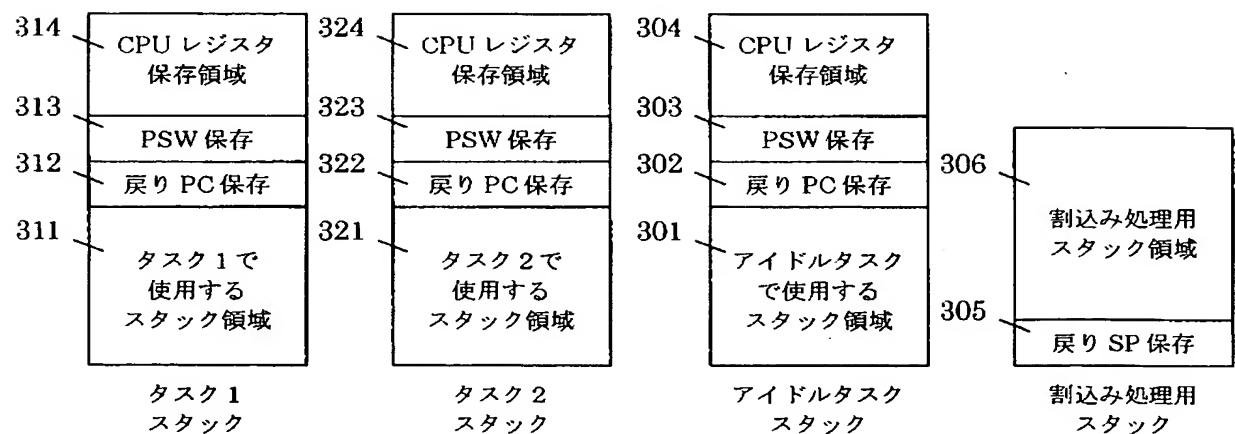 314
CPU レジスタ
保存領域
313
PSW 保存
312
戻り PC 保存
311
タスク 1 で
使用する
スタック領域
タスク 1
スタック
324
CPU レジスタ
保存領域
323
PSW 保存
322
戻り PC 保存
321
タスク 2 で
使用する
スタック領域
タスク 2
スタック
304
CPU レジスタ
保存領域
303
PSW 保存
302
戻り PC 保存
301
アイドルタスク
で使用する
スタック領域
アイドルタスク
スタック
306
割込み処理用
スタック領域
305
戻り SP 保存
割込み処理用
スタック